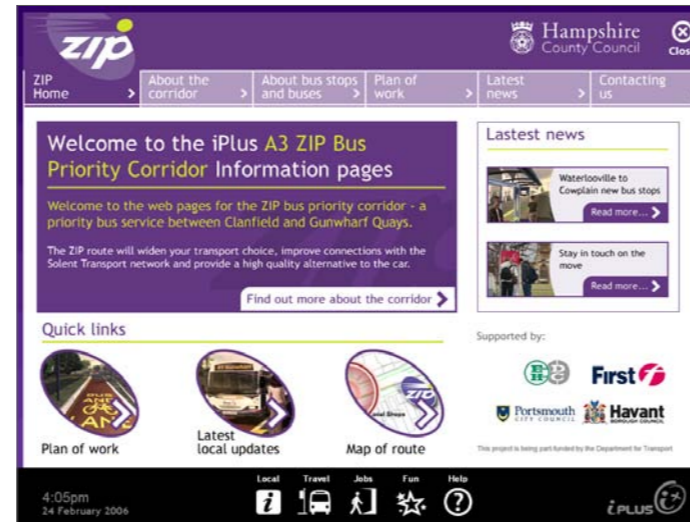 zip
Hampshire
County Council
Clos
ZIP
Home
About the
corridor
About bus stops
and buses
Plan of
work
Latest
news
Contacting
us
Welcome to the iPlus A3 ZIP Bus
Priority Corridor Information pages
Welcome to the web pages for the ZIP bus priority corridor - a
priority bus service between Clanfield and Gunwharf Quays.
The ZIP route will widen your transport choice, improve connections with the
Solent Transport network and provide a high quality alternative to the car.
Find out more about the corridor
Lastest news
Waterlooville to
Cowplain new bus stops
Read more...
Stay in touch on the
move
Read more...
Quick links
BUS
AND
LANE
zip
Plan of work
Latest
local updates
Map of route
Supported by:
First
Portsmouth
CITY COUNCIL
Havant
BOROUGH COUNCIL
This project is being part funded by the Department for Transport
Local
Travel
Jobs
Fun
Help
4:05pm
24 February 2006
iPLUS